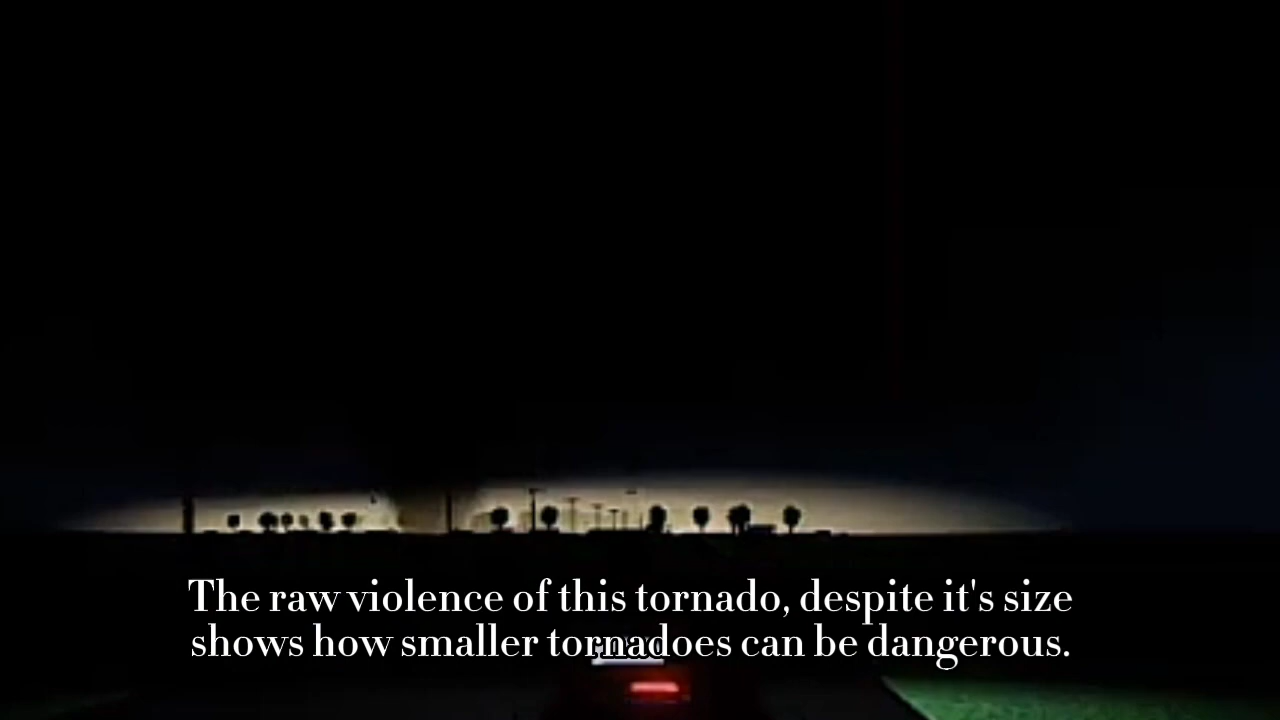 The raw violence of this tornado, despite it's size
shows how smaller tornadoes can be dangerous.